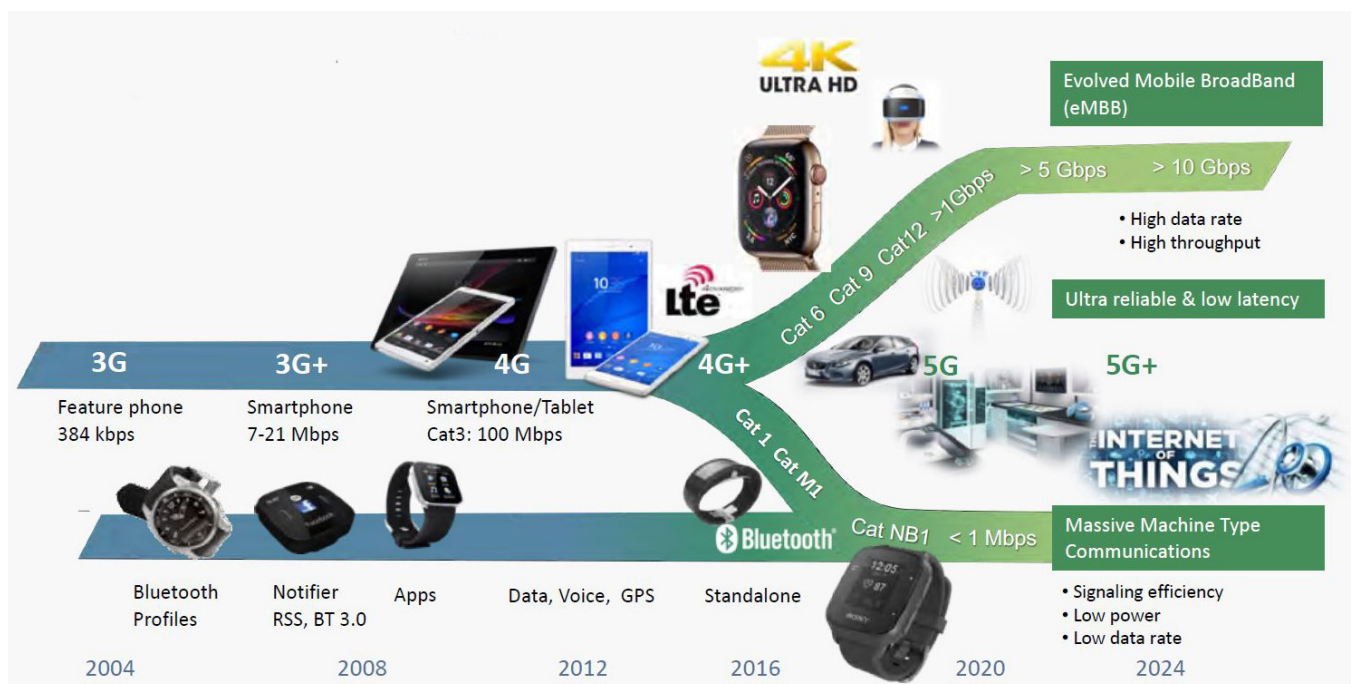 4K
ULTRA HD
Evolved Mobile BroadBand
(eMBB)
Cat 6 Cat 9 Cat12 >1Gbps > 5 Gbps > 10 Gbps
• High data rate
• High throughput
Lte
Ultra reliable & low latency
3G
3G+
4G
4G+
5G
5G+
Feature phone
384 kbps
Smartphone
7-21 Mbps
Smartphone/Tablet
Cat3: 100 Mbps
Cat 1 Cat M1
Cat NB1 < 1 Mbps
INTERNET
OF
THINGS
Bluetooth
Massive Machine Type
Communications
• Signaling efficiency
• Low power
• Low data rate
Bluetooth
Profiles
Notifier
RSS, BT 3.0
Apps
Data, Voice, GPS
Standalone
12:05
87
2004
2008
2012
2016
2020
2024